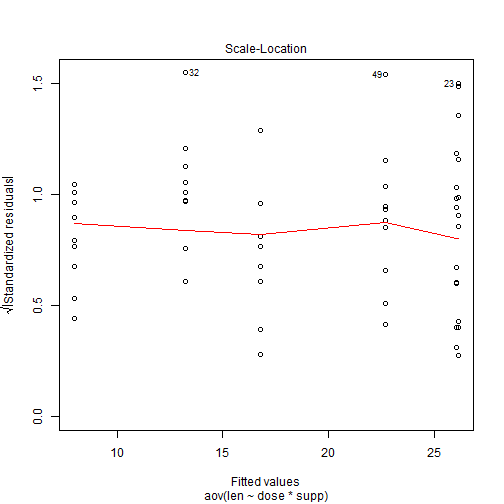 Scale-Location
√|Standardized residuals|
1.5
1.0
0.5
0.0
32
49
23
10
15
20
25
Fitted values
aov(len ~ dose * supp)